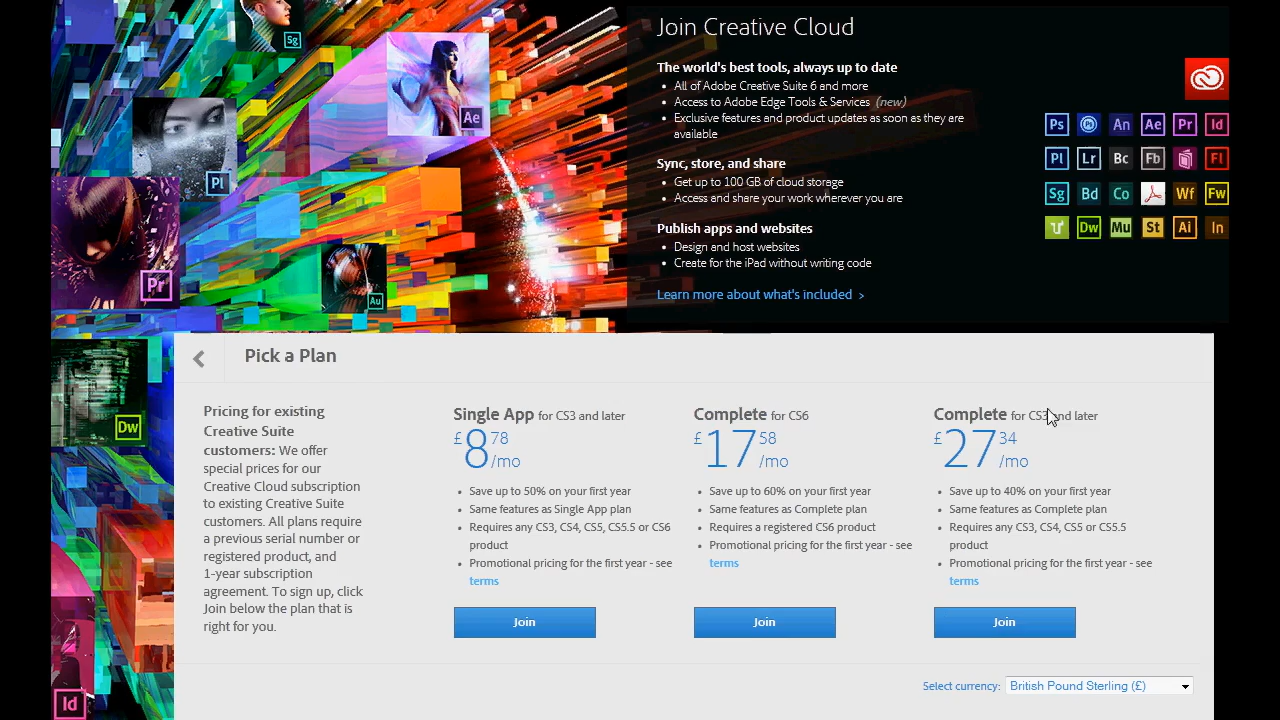 Join Creative Cloud
The world's best tools, always up to date
• All of Adobe Creative Suite 6 and more
• Access to Adobe Edge Tools & Services (new)
• Exclusive features and product updates as soon as they are
available
Sync, store, and share
• Get up to 100 GB of cloud storage
• Access and share your work wherever you are
Publish apps and websites
• Design and host websites
• Create for the iPad without writing code
Learn more about what's included >
Sg
Ae
Pl
Pr
Au
Dw
Id
Ps An Ae Pr Id
Pl Lr Bc Fb Fl
Sg Bd Co Wf Fw
Dw Mu St Ai In
Pick a Plan
Pricing for existing
Creative Suite
customers: We offer
special prices for our
Creative Cloud subscription
to existing Creative Suite
customers. All plans require
a previous serial number or
registered product, and
1-year subscription
agreement. To sign up, click
Join below the plan that is
right for you.
Single App for CS3 and later
£8 78 /mo
• Save up to 50% on your first year
• Same features as Single App plan
• Requires any CS3, CS4, CS5, CS5.5 or CS6
product
• Promotional pricing for the first year - see
terms
Join
Complete for CS6
£17 58 /mo
• Save up to 60% on your first year
• Same features as Complete plan
• Requires a registered CS6 product
• Promotional pricing for the first year - see
terms
Join
Complete for CS3 and later
£27 34 /mo
• Save up to 40% on your first year
• Same features as Complete plan
• Requires any CS3, CS4, CS5 or CS5.5
product
• Promotional pricing for the first year - see
terms
Join
Select currency: British Pound Sterling (£)